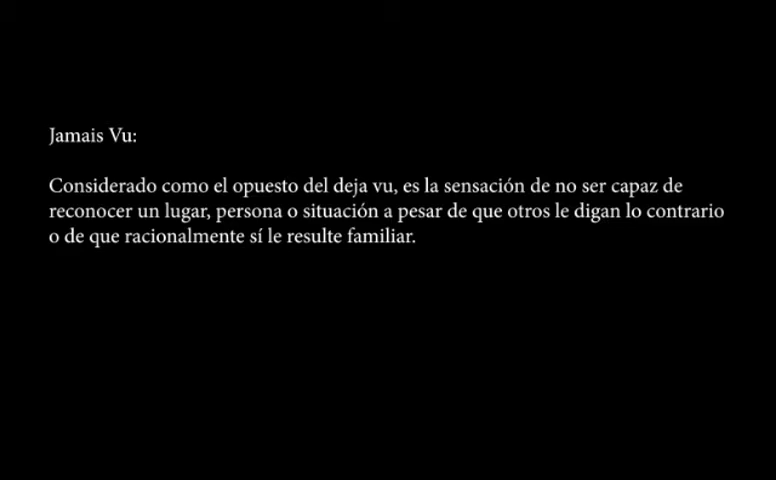 Jamais Vu:
Considerado como el opuesto del deja vu, es la sensación de no ser capaz de
reconocer un lugar, persona o situación a pesar de que otros le digan lo contrario
o de que racionalmente sí le resulte familiar.